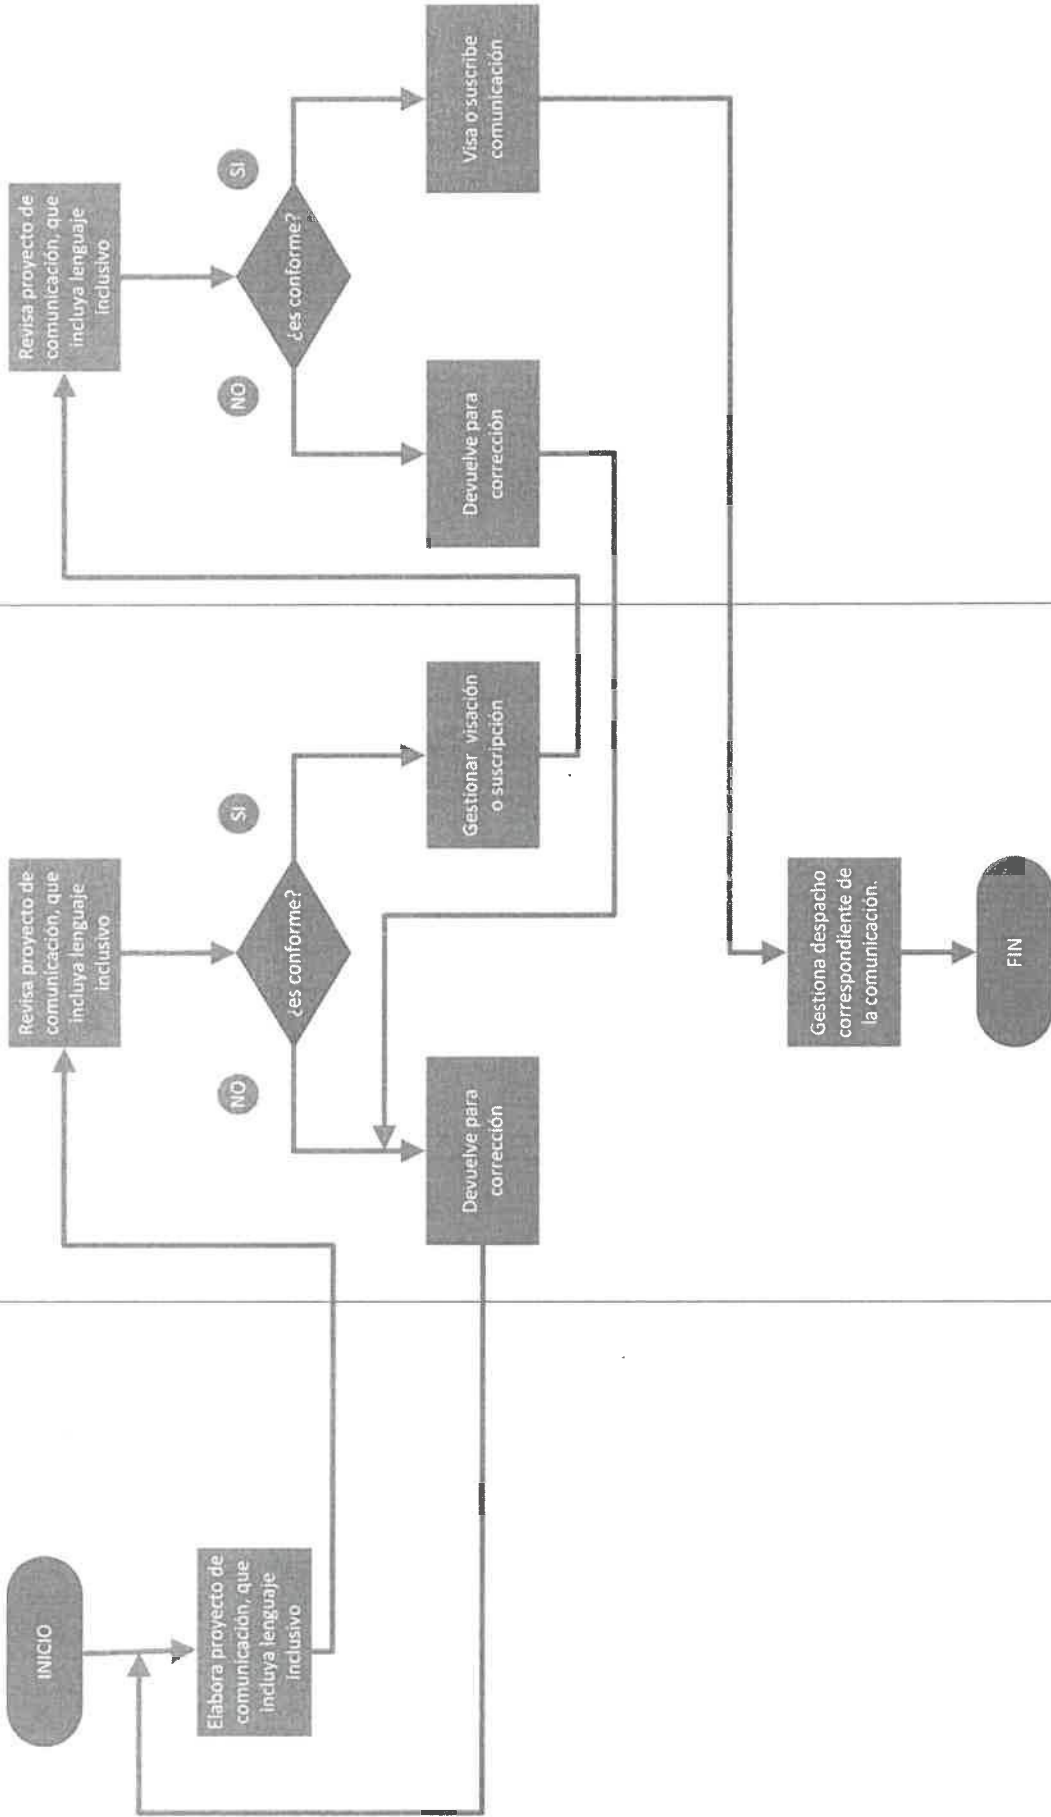 INICIO
Elabora proyecto de
comunicación, que
incluya lenguaje
inclusivo
Revisa proyecto de
comunicación, que
incluya lenguaje
inclusivo
¿es conforme?
NO
SI
Devuelve para
corrección
Gestionar visación
o suscripción
Gestiona despacho
correspondiente de
la comunicación.
FIN
Revisa proyecto de
comunicación, que
incluya lenguaje
inclusivo
¿es conforme?
NO
SI
Devuelve para
corrección
Visa o suscribe
comunicación